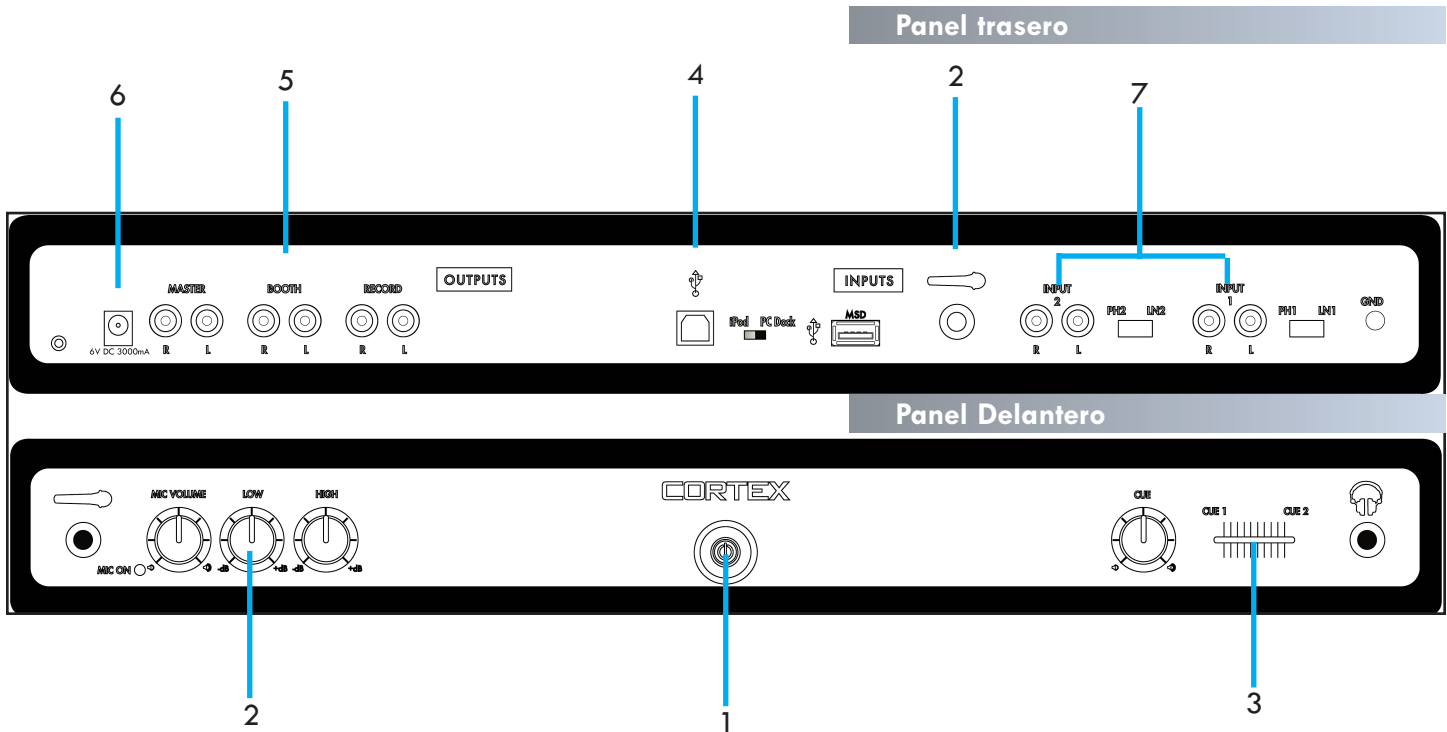 Panel trasero
6
5
4
2
7
MASTER
BOOTH
RECORD
OUTPUTS
INPUTS
INPUT
2
INPUT
1
GND
iPod
PC Dock
MSD
PH2
LN2
PH1
LN1
6V DC 3000mA
R
L
R
L
R
L
R
L
R
L
Panel Delantero
MIC VOLUME
LOW
HIGH
CORTEX
CUE
CUE 1
CUE 2
MIC ON
-dB
+dB
-dB
+dB
2
1
3